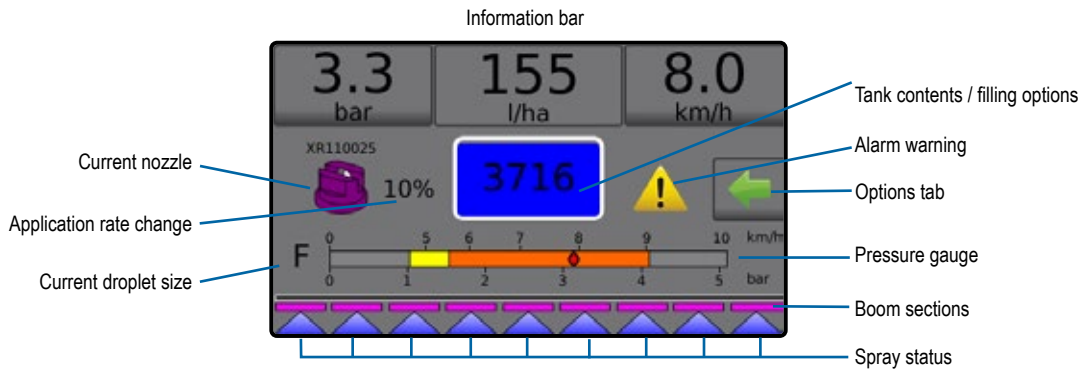 Information bar
3.3 155 8.0
bar l/ha km/h
Tank contents / filling options
XR110025
Alarm warning
Current nozzle
10% 3716
Options tab
Application rate change
0 5 6 7 8 9 10 km/h
F
Pressure gauge
Current droplet size
0 1 2 3 4 5 bar
Boom sections
Spray status